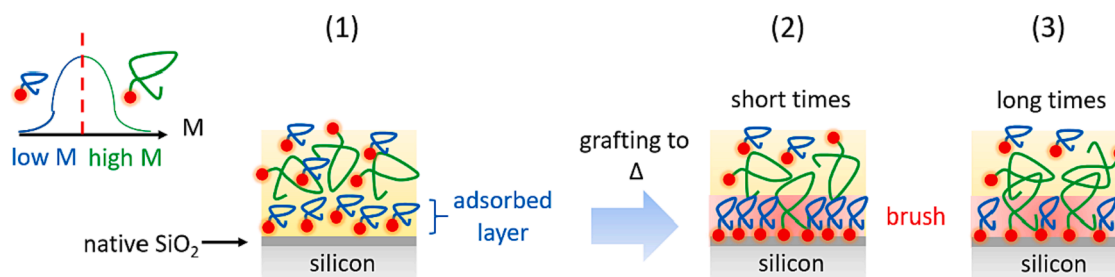 (1)
(2)
(3)
M
low M high M
native SiO₂
adsorbed
layer
silicon
grafting to
Δ
short times
brush
silicon
long times
silicon